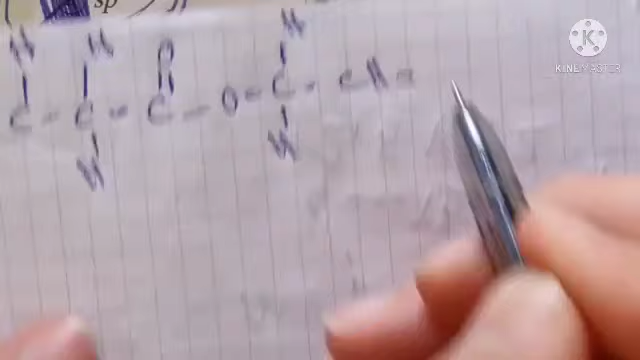 sp
H H O H
C - C - C - O - C - CH =
H H
KINEMASTER